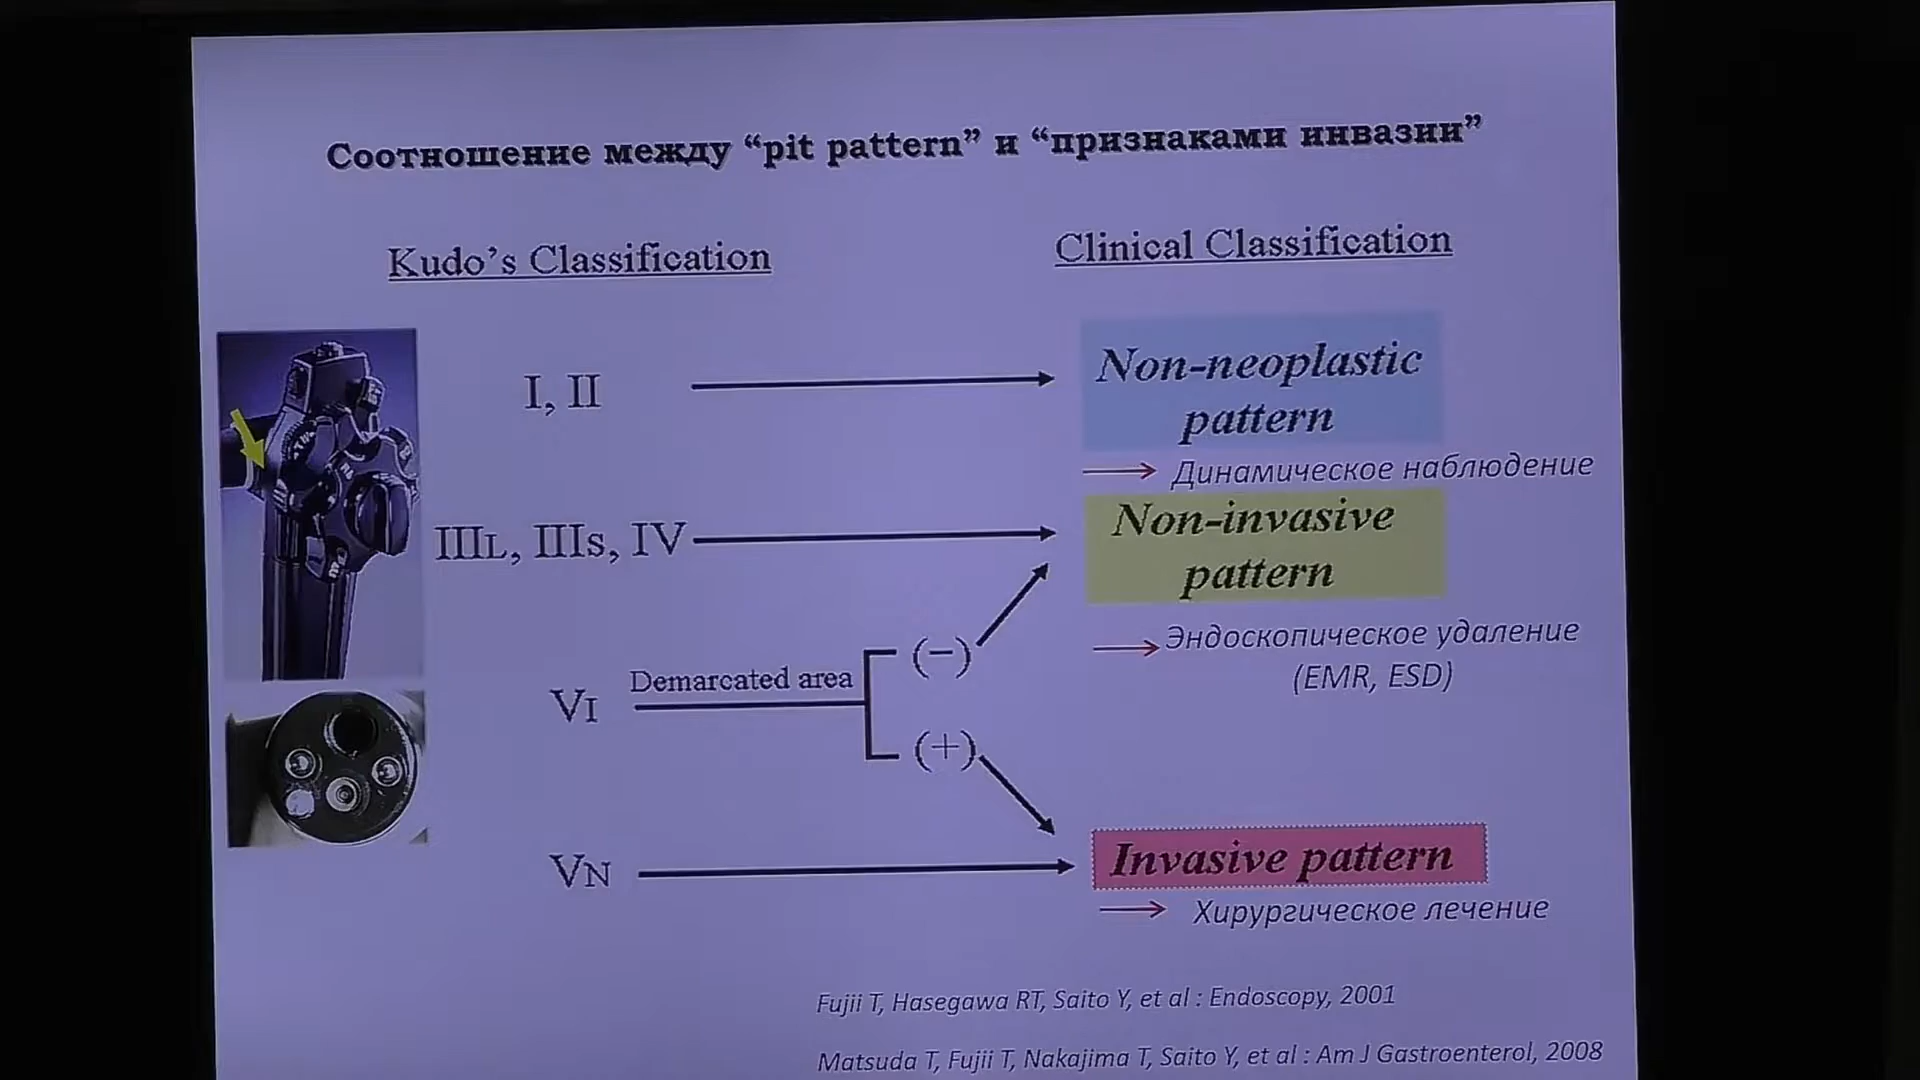 Соотношение между “pit pattern” и “признаками инвазии”
Kudo’s Classification
Clinical Classification
I, II
Non-neoplastic
pattern
Динамическое наблюдение
IIIL, IIIs, IV
Non-invasive
pattern
Эндоскопическое удаление
(EMR, ESD)
VI
Demarcated area
(−)
(+)
VN
Invasive pattern
Хирургическое лечение
Fujii T, Hasegawa RT, Saito Y, et al : Endoscopy, 2001
Matsuda T, Fujii T, Nakajima T, Saito Y, et al : Am J Gastroenterol, 2008